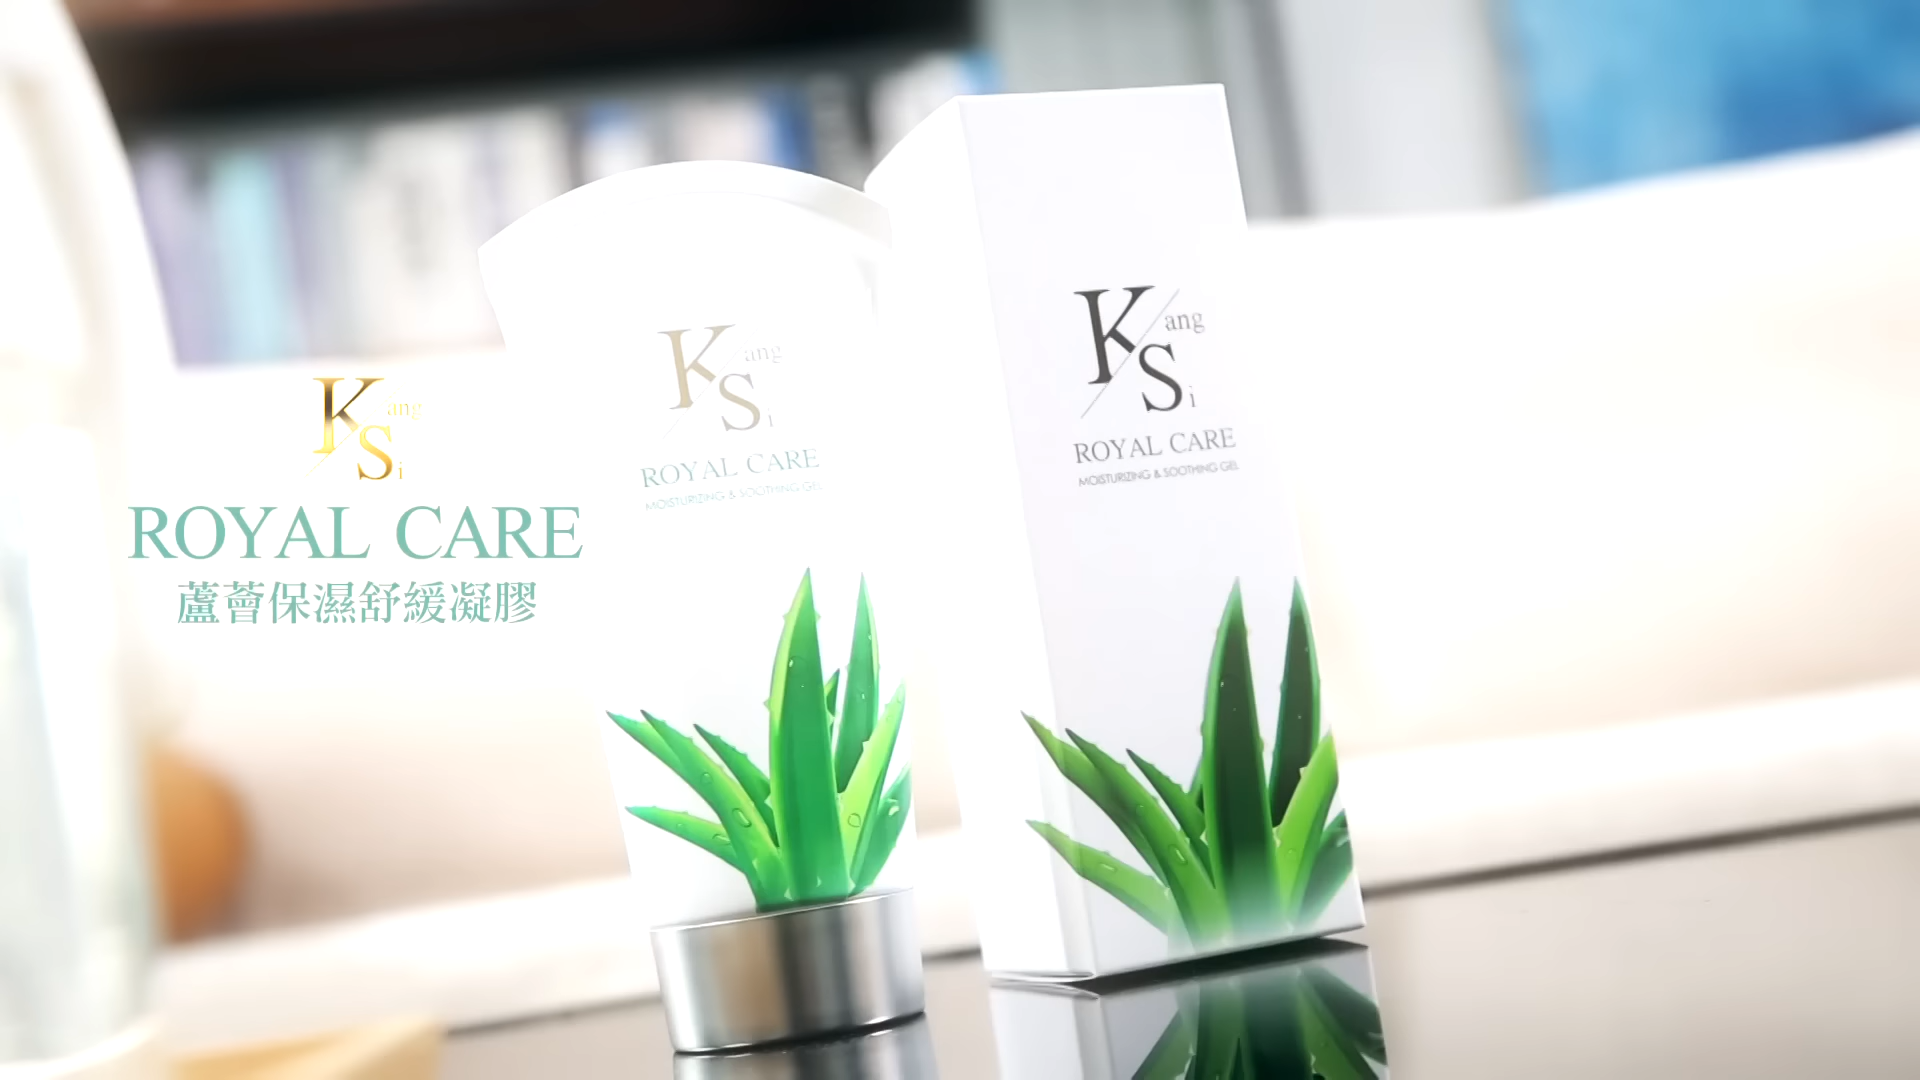 K ang
S i
ROYAL CARE
蘆薈保濕舒緩凝膠
K ang
S i
ROYAL CARE
MOISTURIZING & SOOTHING GEL
K ang
S i
ROYAL CARE
MOISTURIZING & SOOTHING GEL